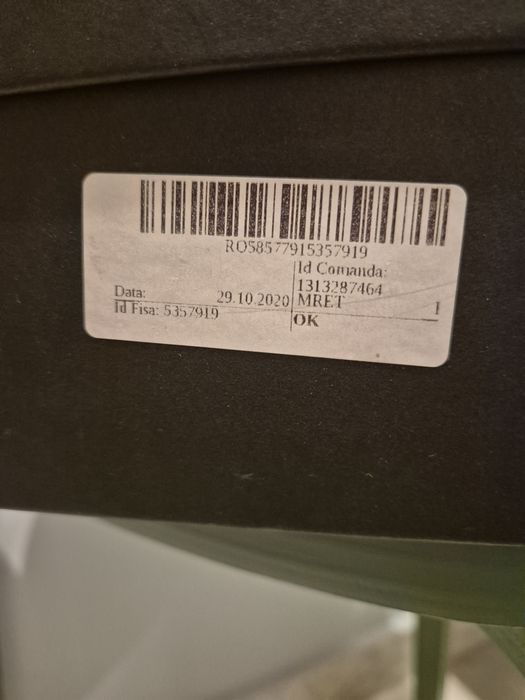 RO58577915357919
Id Comanda:
1313287464
Data: 29.10.2020 MRET 1
Id Fisa: 5357919
OK